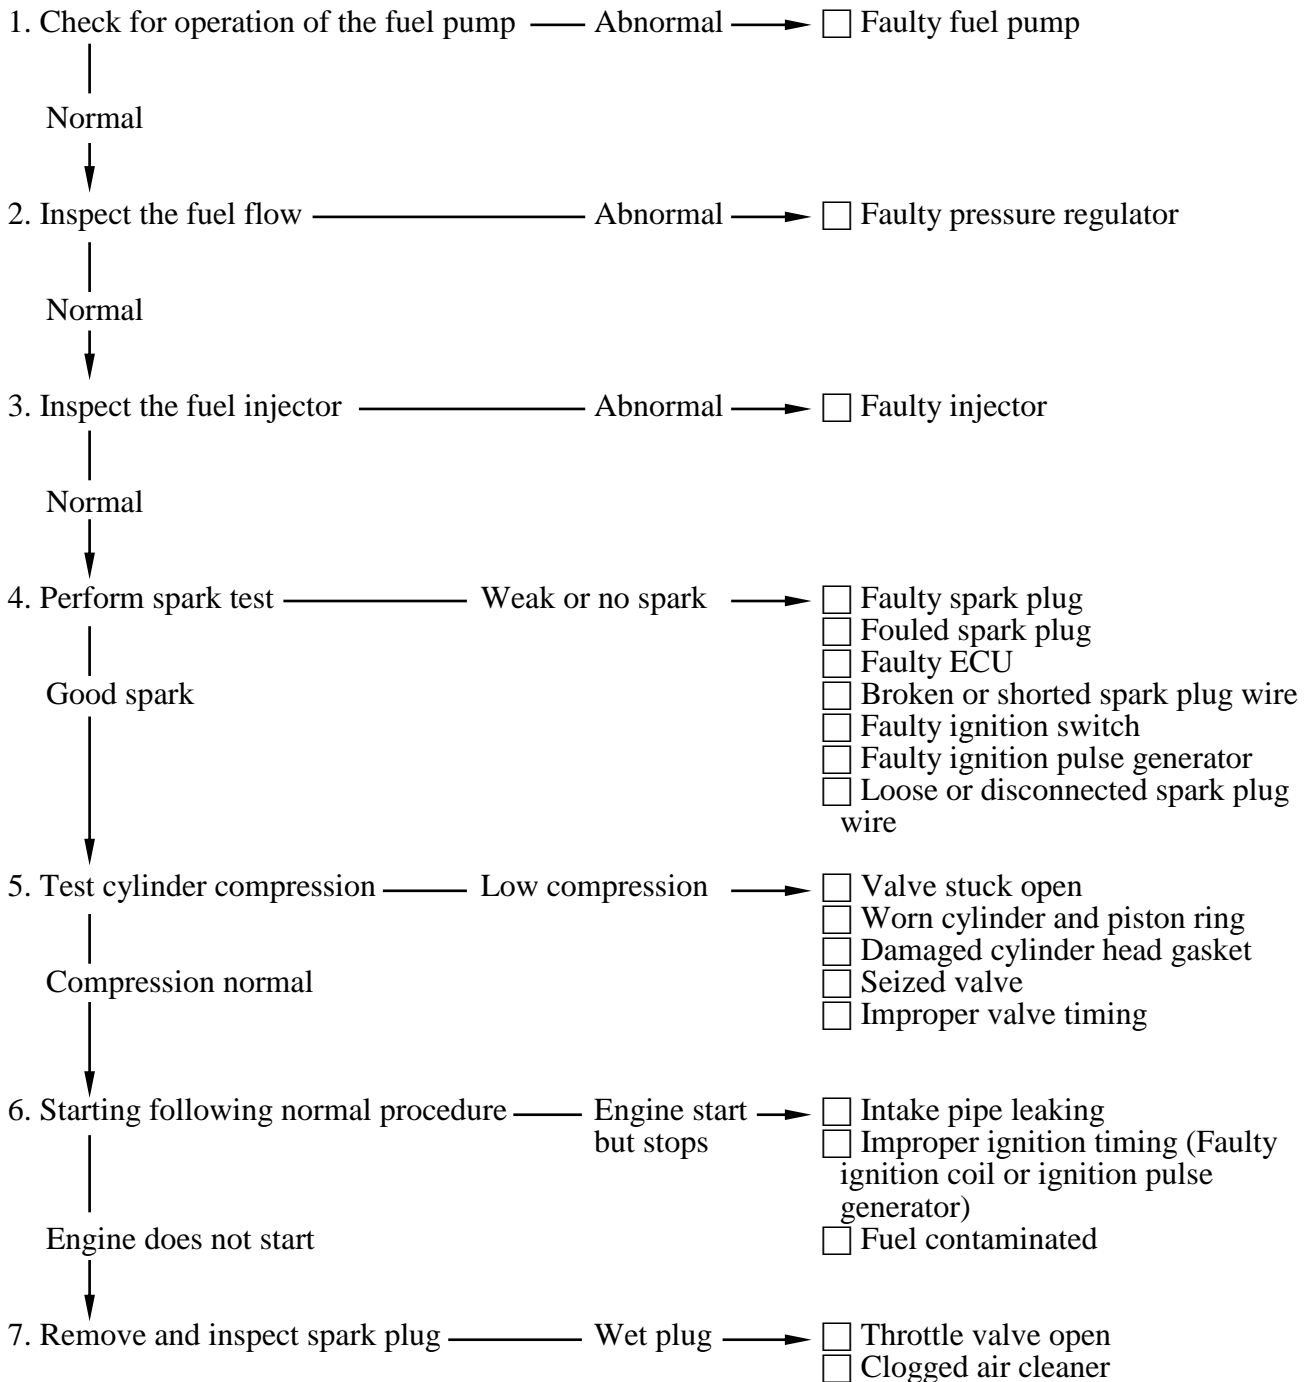 1. Check for operation of the fuel pump Abnormal □ Faulty fuel pump
Normal
2. Inspect the fuel flow Abnormal □ Faulty pressure regulator
Normal
3. Inspect the fuel injector Abnormal □ Faulty injector
Normal
4. Perform spark test Weak or no spark □ Faulty spark plug
□ Fouled spark plug
□ Faulty ECU
Good spark □ Broken or shorted spark plug wire
□ Faulty ignition switch
□ Faulty ignition pulse generator
□ Loose or disconnected spark plug
wire
5. Test cylinder compression Low compression □ Valve stuck open
□ Worn cylinder and piston ring
□ Damaged cylinder head gasket
Compression normal □ Seized valve
□ Improper valve timing
6. Starting following normal procedure Engine start □ Intake pipe leaking
but stops □ Improper ignition timing (Faulty
ignition coil or ignition pulse
generator)
Engine does not start □ Fuel contaminated
7. Remove and inspect spark plug Wet plug □ Throttle valve open
□ Clogged air cleaner